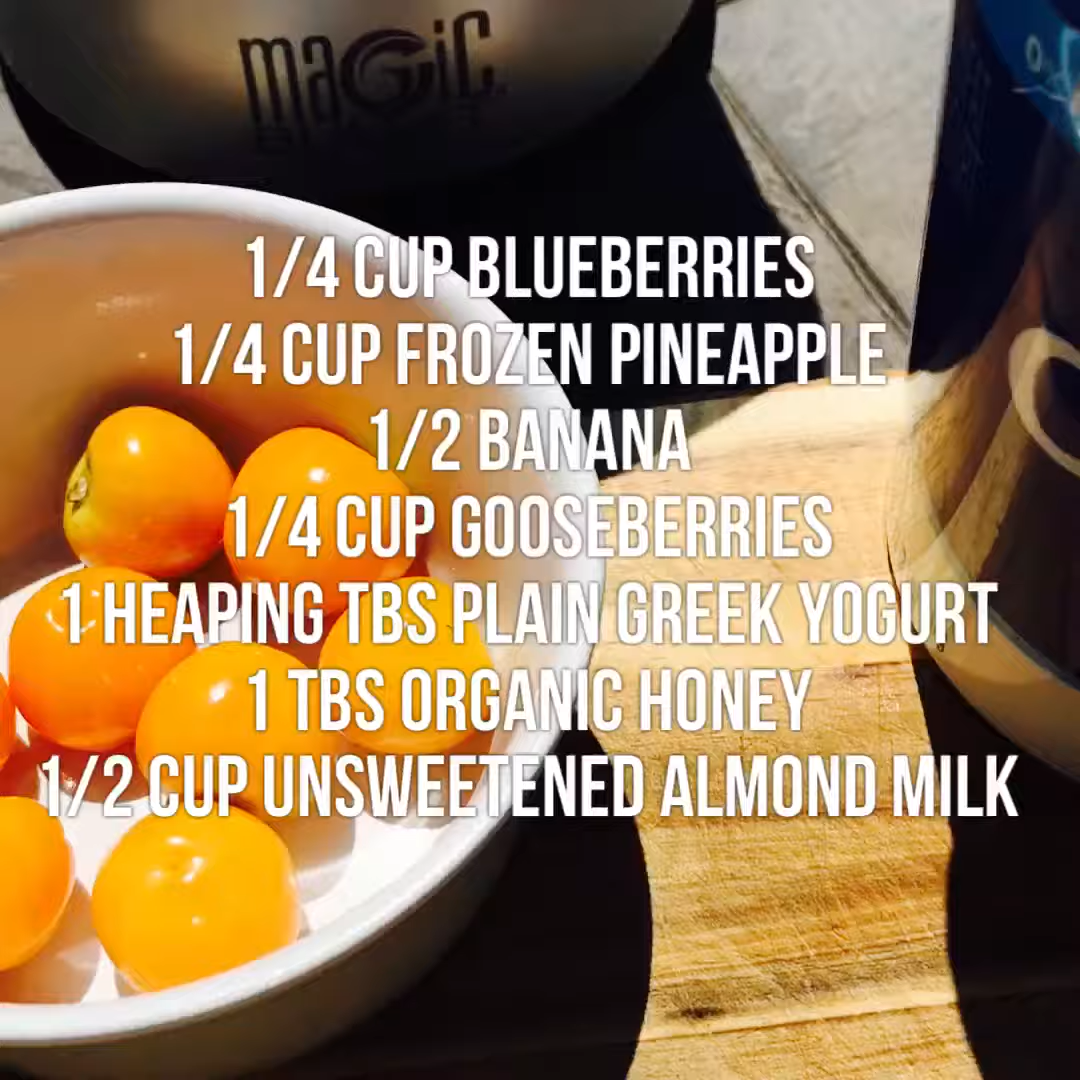 magic
1/4 CUP BLUEBERRIES
1/4 CUP FROZEN PINEAPPLE
1/2 BANANA
1/4 CUP GOOSEBERRIES
1 HEAPING TBS PLAIN GREEK YOGURT
1 TBS ORGANIC HONEY
1/2 CUP UNSWEETENED ALMOND MILK